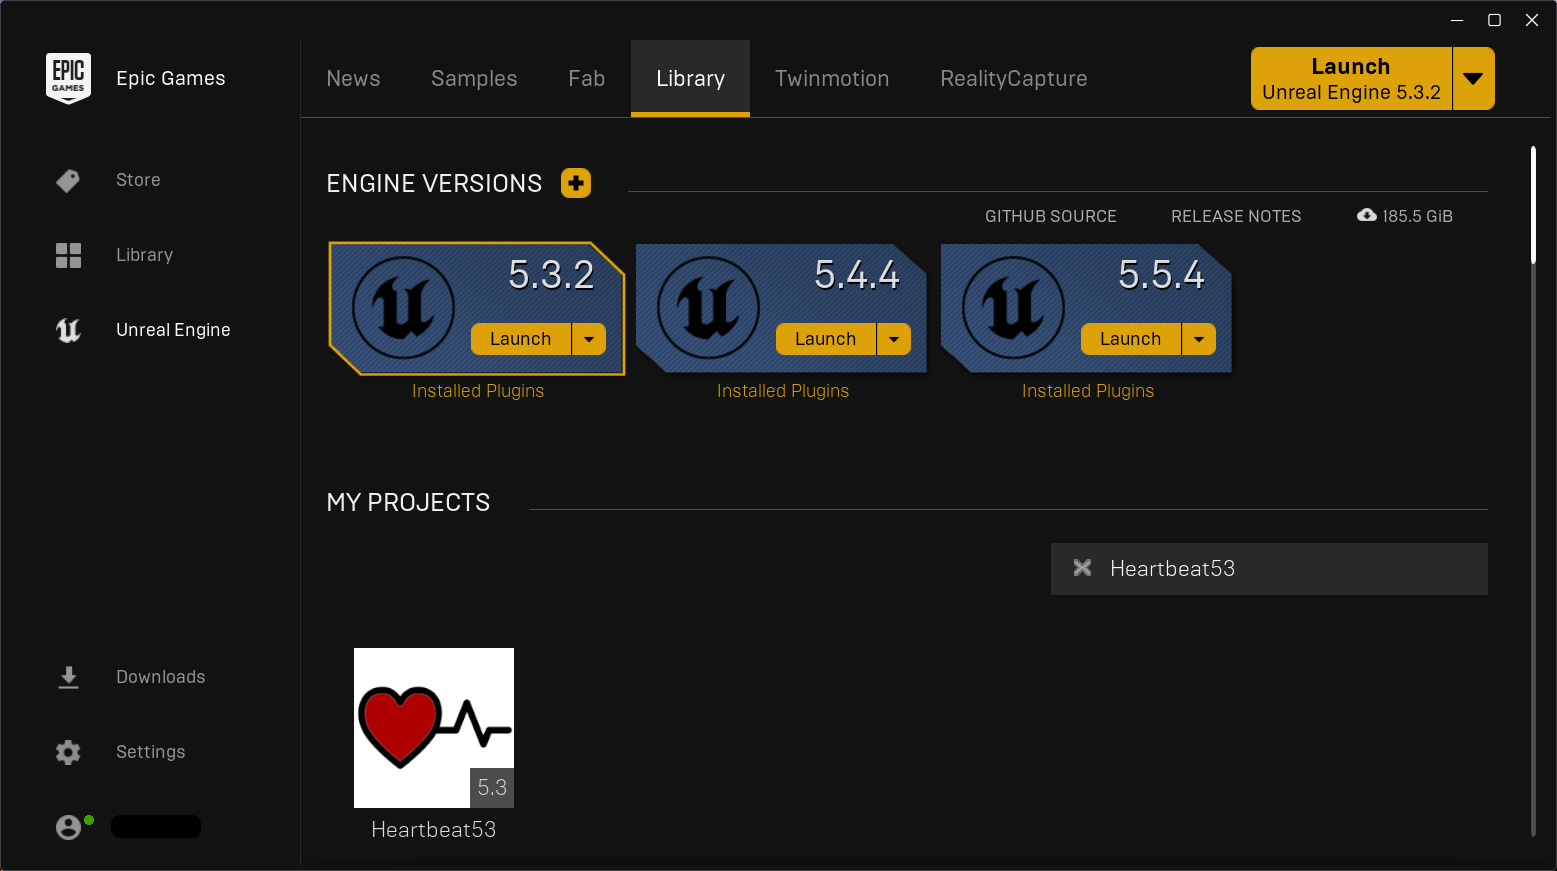 EPIC
GAMES
Epic Games
News
Samples
Fab
Library
Twinmotion
RealityCapture
Launch
Unreal Engine 5.3.2
Store
Library
Unreal Engine
ENGINE VERSIONS
GITHUB SOURCE
RELEASE NOTES
185.5 GiB
5.3.2
Launch
Installed Plugins
5.4.4
Launch
Installed Plugins
5.5.4
Launch
Installed Plugins
MY PROJECTS
Heartbeat53
5.3
Heartbeat53
Downloads
Settings